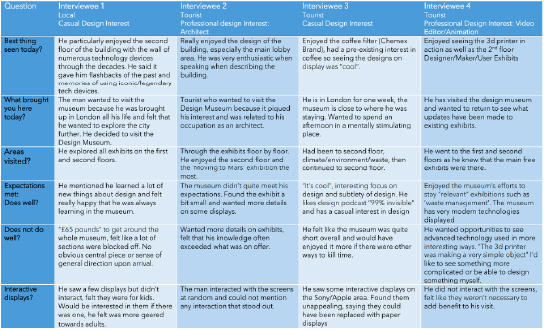 Question
Interviewee 1
Local
Casual Design Interest
Interviewee 2
Tourist
Professional design Interest:
Architect
Interviewee 3
Tourist
Casual Design Interest
Interviewee 4
Tourist
Professional Design Interest: Video
Editor/Animation
Best thing
seen today?
He particularly enjoyed the second
floor of the building with the wall of
numerous technology devices
through the decades. He said it
gave him flashbacks of the past and
memories of using iconic/legendary
tech devices.
Really enjoyed the design of the
building, especially the main lobby
area. He was very enthusiastic when
speaking when describing the
building.
Enjoyed the coffee filter (Chemex
Brand), had a pre-existing interest in
coffee so seeing the designs on
display was "cool".
Enjoyed seeing the 3d printer in
action as well as the 2nd floor
Designer/Maker/User Exhibits
What brought
you here
today?
The man wanted to visit the
museum because he was brought
up in London all his life and felt that
he wanted to explore the city
further. He decided to visit the
Design Museum.
Tourist who wanted to visit the
Design Museum because it piqued
his interest and was related to his
occupation as an architect.
He is in London for one week, the
museum is close to where he was
staying. Wanted to spend an
afternoon in a mentally stimulating
place.
He has visited the design museum
and wanted to return to see what
updates have been made to
existing exhibits.
Areas
visited?
He explored all exhibits on the first
and second floors.
Through the exhibits floor by floor.
He enjoyed the second floor and
the 'moving to Mars' exhibition the
most.
Had been to second floor,
climate/environment/waste, then
continued to second floor.
He went to the first and second
floors as he knew that the main free
exhibits were there.
Expectations
met:
Does well?
He mentioned he learned a lot of
new things about design and felt
really happy that he was always
learning in the museum.
The museum didn't quite meet his
expectations. Found the exhibit a
bit small and wanted more details
on some displays.
"It's cool", interesting focus on
design and subtlety of design. He
likes design podcast "99% invisible"
and has a casual interest in design
Enjoyed the museum's efforts to
stay "relevant" exhibits such as
'waste management'. The museum
has very modern technologies
displayed
Does not do
well?
"£65 pounds" to get around the
whole museum, felt like a lot of
sections were blocked off. No
obvious central piece or sense of
general direction upon arrival.
Wanted more details on exhibits,
felt that his knowledge often
exceeded what was on offer.
He felt like the museum was quite
short overall and would have
enjoyed it more if there were other
ways to kill time.
He wanted opportunities to see
advanced technology used in more
interesting ways. "The 3d printer
was making a very simple object" I'd
like to see something more
complicated or be able to design
something myself.
Interactive
displays?
He saw a few displays but didn't
interact, felt they were for kids.
Would be interested in them if there
was one, he felt was more geared
towards adults.
The man interacted with the screens
at random and could not mention
any interaction that stood out.
He saw some interactive displays on
the Sony/Apple area. Found them
unappealing, saying they could
have been replaced with paper
displays
He did not interact with the screens,
felt like they weren't necessary to
add benefit to his visit.